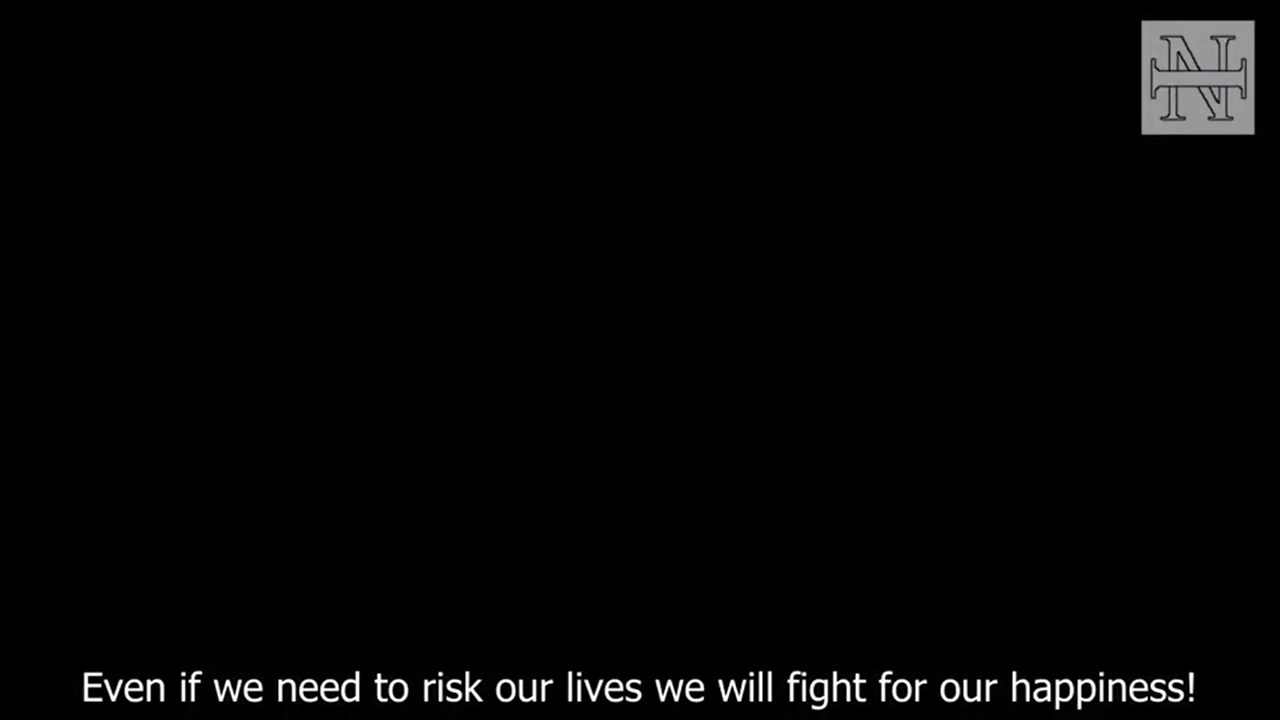 Even if we need to risk our lives we will fight for our happiness!